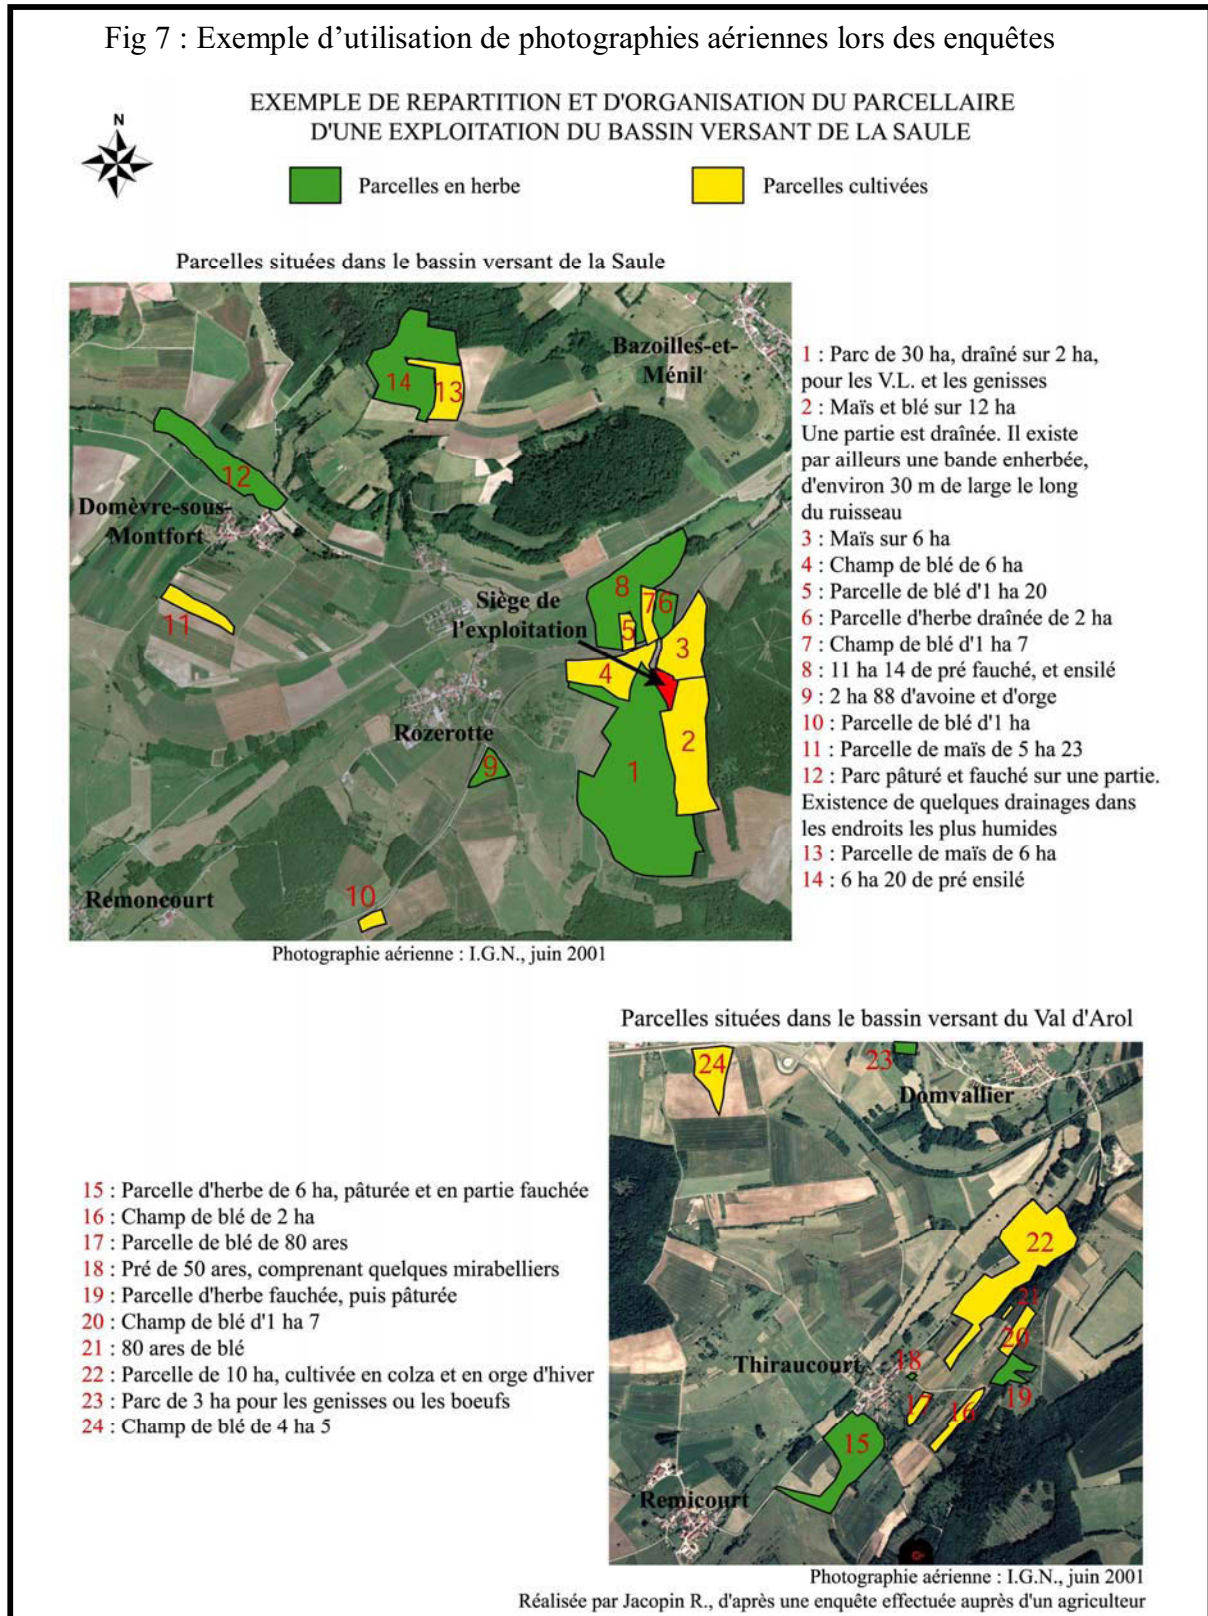 Fig 7 : Exemple d’utilisation de photographies aériennes lors des enquêtes
EXEMPLE DE REPARTITION ET D'ORGANISATION DU PARCELLAIRE
D'UNE EXPLOITATION DU BASSIN VERSANT DE LA SAULE
N
Parcelles en herbe
Parcelles cultivées
Parcelles situées dans le bassin versant de la Saule
Bazoilles-et-
Ménil
14
13
12
Domèvre-sous-
Montfort
11
Siège de
l'exploitation
8
7
6
5
3
4
2
1
Rozerotte
9
Remoncourt
10
Photographie aérienne : I.G.N., juin 2001
1 : Parc de 30 ha, draîné sur 2 ha,
pour les V.L. et les genisses
2 : Maïs et blé sur 12 ha
Une partie est draînée. Il existe
par ailleurs une bande enherbée,
d'environ 30 m de large le long
du ruisseau
3 : Maïs sur 6 ha
4 : Champ de blé de 6 ha
5 : Parcelle de blé d'1 ha 20
6 : Parcelle d'herbe draînée de 2 ha
7 : Champ de blé d'1 ha 7
8 : 11 ha 14 de pré fauché, et ensilé
9 : 2 ha 88 d'avoine et d'orge
10 : Parcelle de blé d'1 ha
11 : Parcelle de maïs de 5 ha 23
12 : Parc pâturé et fauché sur une partie.
Existence de quelques drainages dans
les endroits les plus humides
13 : Parcelle de maïs de 6 ha
14 : 6 ha 20 de pré ensilé
Parcelles situées dans le bassin versant du Val d'Arol
24
23
Domvallier
22
21
20
Thiraucourt
18
19
17
16
15
Remicourt
15 : Parcelle d'herbe de 6 ha, pâturée et en partie fauchée
16 : Champ de blé de 2 ha
17 : Parcelle de blé de 80 ares
18 : Pré de 50 ares, comprenant quelques mirabelliers
19 : Parcelle d'herbe fauchée, puis pâturée
20 : Champ de blé d'1 ha 7
21 : 80 ares de blé
22 : Parcelle de 10 ha, cultivée en colza et en orge d'hiver
23 : Parc de 3 ha pour les genisses ou les boeufs
24 : Champ de blé de 4 ha 5
Photographie aérienne : I.G.N., juin 2001
Réalisée par Jacopin R., d'après une enquête effectuée auprès d'un agriculteur